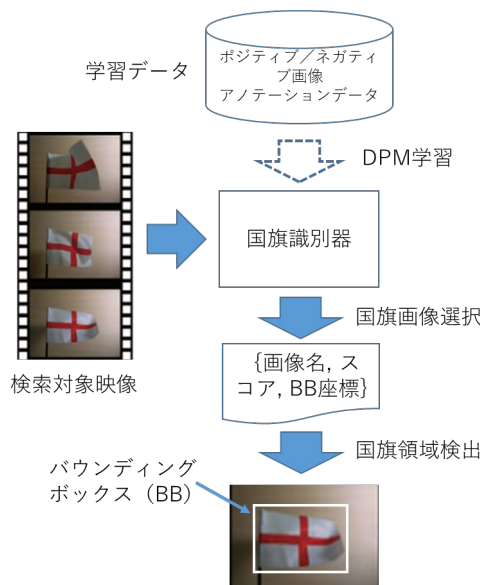 学習データ
ポジティブ／ネガティ
ブ画像
アノテーションデータ
DPM学習
国旗識別器
検索対象映像
国旗画像選択
{画像名, ス
コア, BB座標}
国旗領域検出
バウンディング
ボックス（BB）